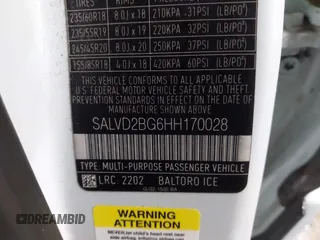 TIRES RIMS
235/60R18 8.0J x 18 210KPA -31PSI (LB/PO²)
235/55R19 8.0J x 19 220KPA 32PSI (LB/PO²)
245/45R20 8.0J x 20 250KPA 37PSI (LB/PO²)
155/85R18 4.0J x 18 420KPA 60PSI (LB/PO²)
THIS VEHICLE CONFORMS TO ALL APPLICABLE
U.S. FEDERAL MOTOR VEHICLE SAFETY, BUMPER,
AND THEFT PREVENTION STANDARDS IN EFFECT ON
THE DATE OF MANUFACTURE SHOWN ABOVE.
SALVD2BG6HH170028
TYPE: MULTI-PURPOSE PASSENGER VEHICLE
LRC 2202 BALTORO ICE
WARNING
DREAMBID